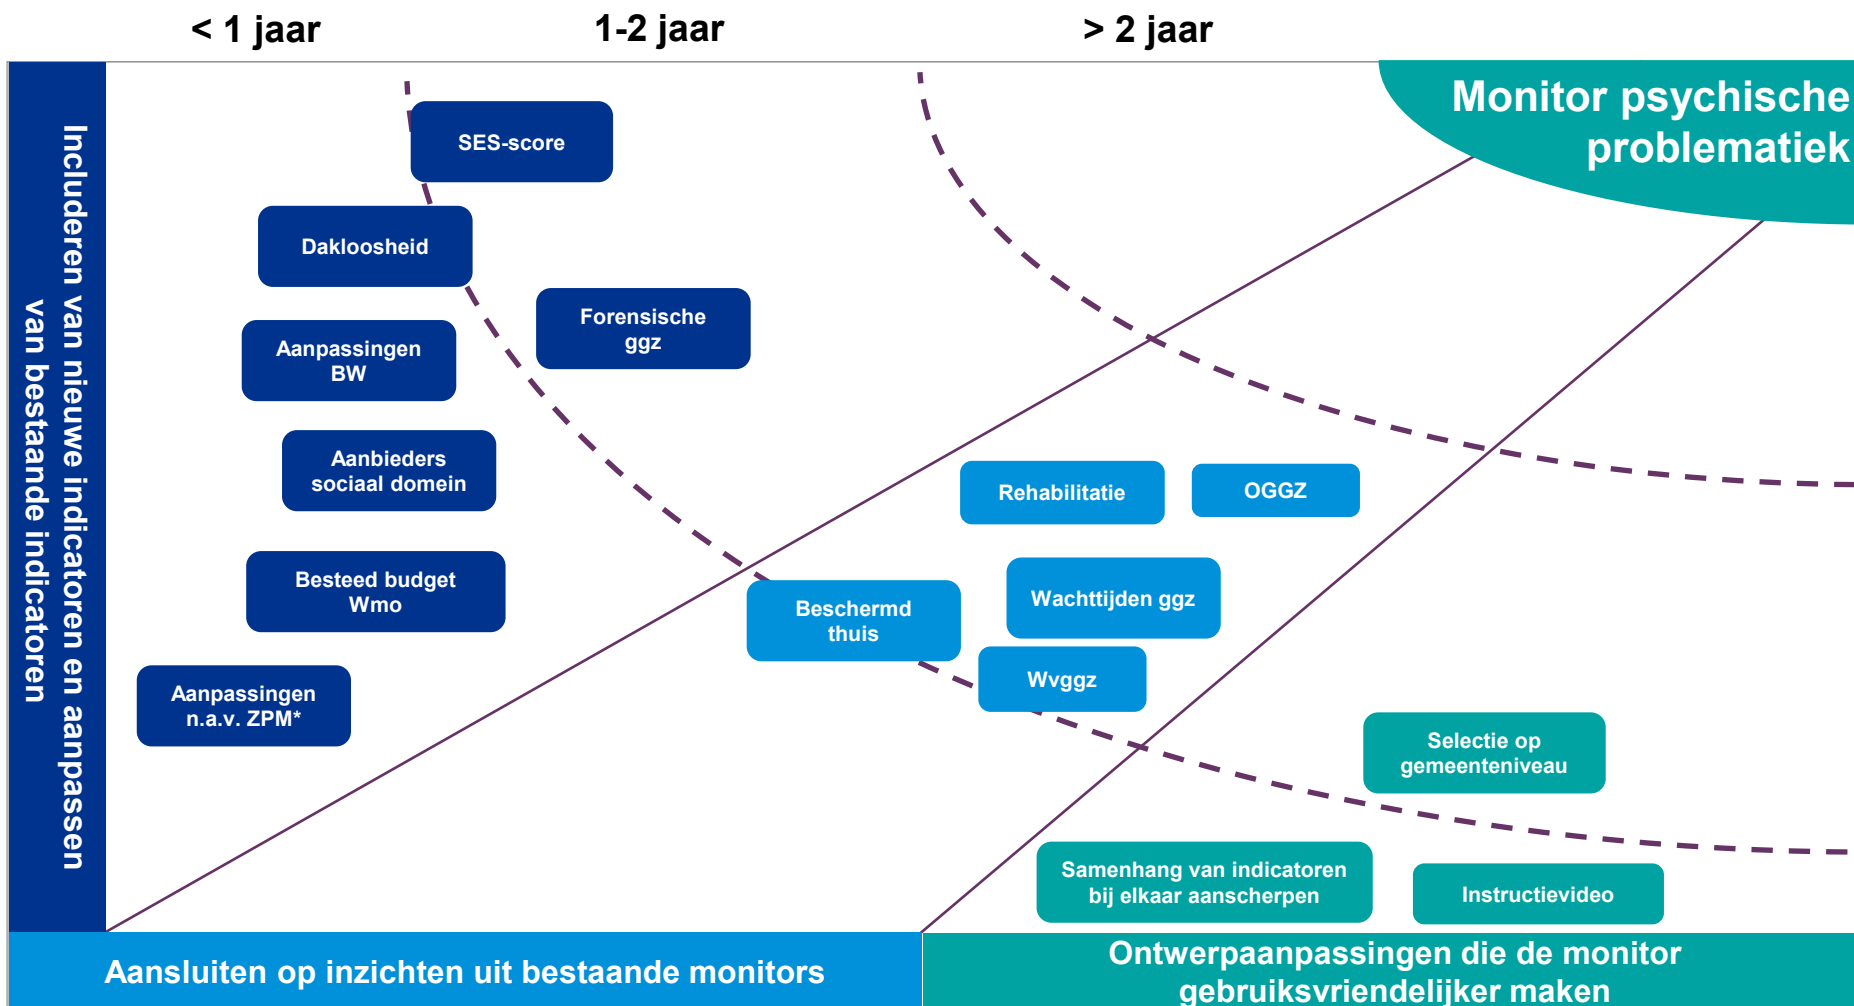 < 1 jaar
1-2 jaar
> 2 jaar
Monitor psychische
problematiek
Includeren van nieuwe indicatoren en aanpassen
van bestaande indicatoren
SES-score
Dakloosheid
Forensische
ggz
Aanpassingen
BW
Aanbieders
sociaal domein
Rehabilitatie
OGGZ
Besteed budget
Wmo
Beschermd
thuis
Wachttijden ggz
Wvggz
Aanpassingen
n.a.v. ZPM*
Selectie op
gemeenteniveau
Samenhang van indicatoren
bij elkaar aanscherpen
Instructievideo
Aansluiten op inzichten uit bestaande monitors
Ontwerpaanpassingen die de monitor
gebruiksvriendelijker maken